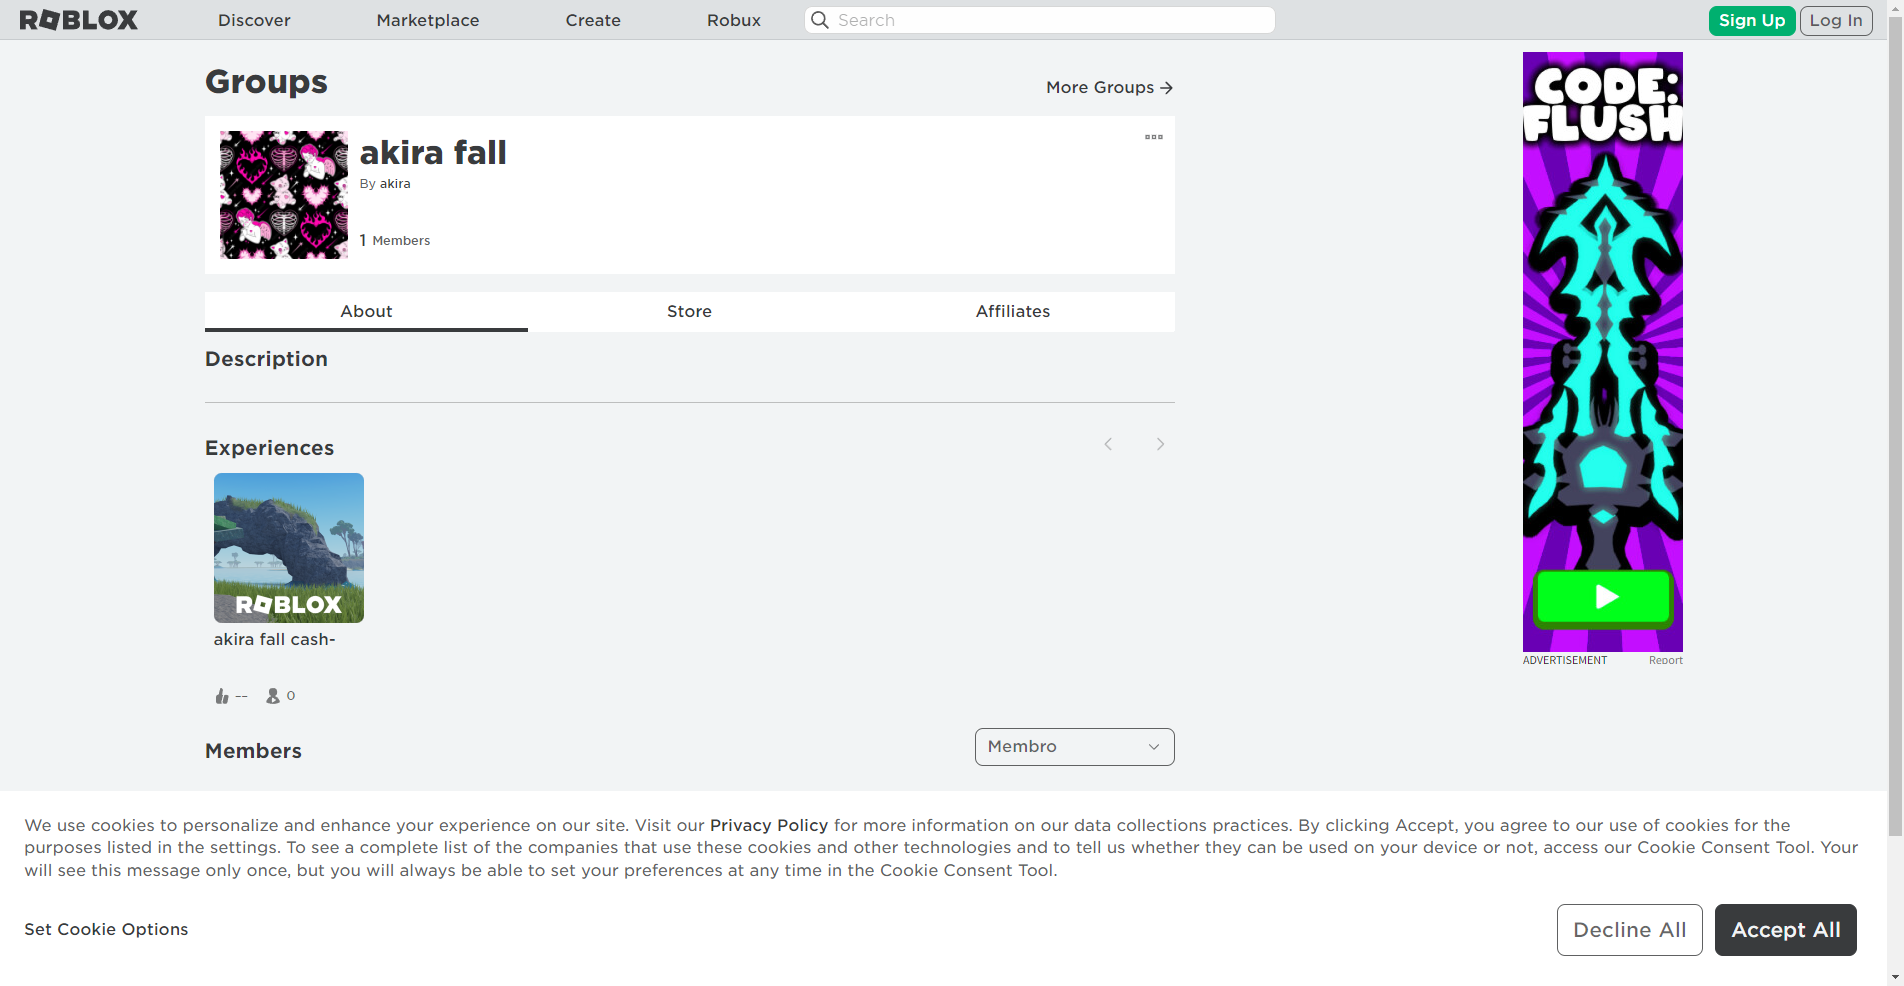 ROBLOX
Discover
Marketplace
Create
Robux
Search
Sign Up
Log In
Groups
More Groups
akira fall
By akira
1 Members
About
Store
Affiliates
Description
Experiences
ROBLOX
akira fall cash-
--
0
Members
Membro
CODE:
FLUSH
ADVERTISEMENT
Report
We use cookies to personalize and enhance your experience on our site. Visit our Privacy Policy for more information on our data collections practices. By clicking Accept, you agree to our use of cookies for the
purposes listed in the settings. To see a complete list of the companies that use these cookies and other technologies and to tell us whether they can be used on your device or not, access our Cookie Consent Tool. Your
will see this message only once, but you will always be able to set your preferences at any time in the Cookie Consent Tool.
Set Cookie Options
Decline All
Accept All